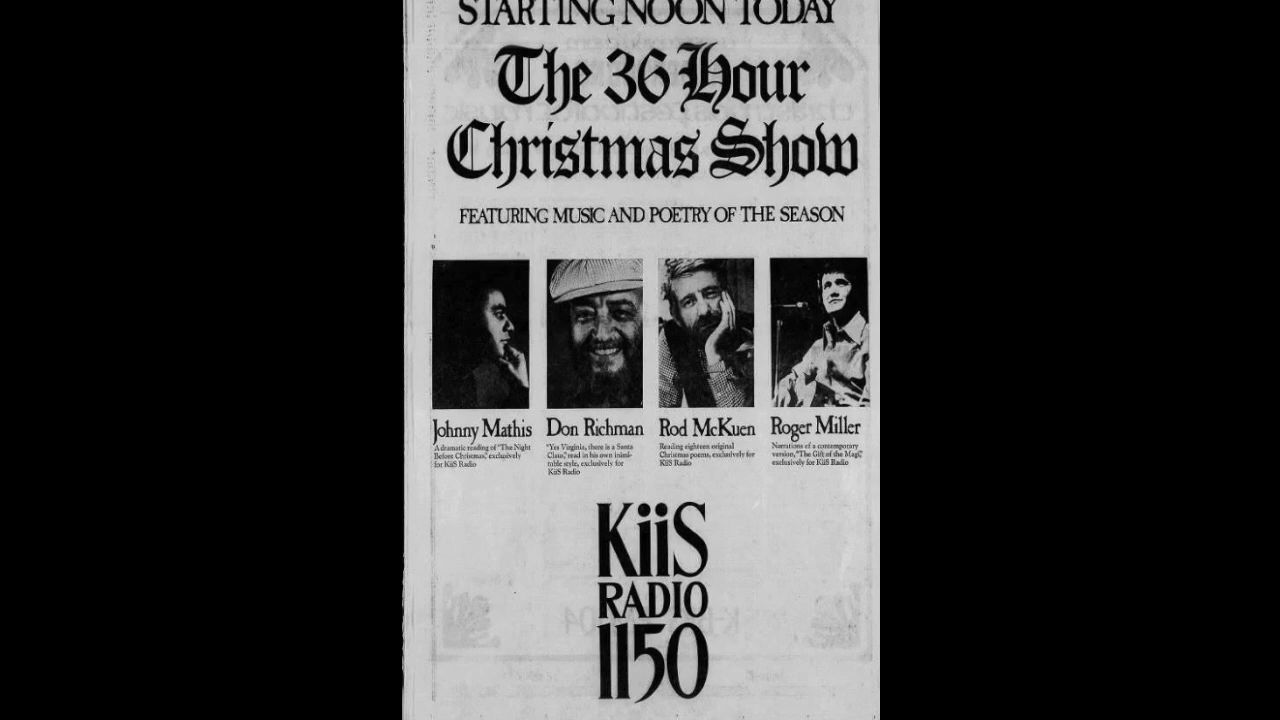 STARTING NOON TODAY
The 36 Hour
Christmas Show
FEATURING MUSIC AND POETRY OF THE SEASON
Johnny Mathis
A dramatic reading of "The Night
Before Christmas," exclusively
for KiiS Radio
Don Richman
"Yes Virginia, there is a Santa
Claus," read in his own inimi-
table style, exclusively for
KiiS Radio
Rod McKuen
Reading eighteen original
Christmas poems, exclusively for
KiiS Radio
Roger Miller
Narrations of a contemporary
version, "The Gift of the Magi,"
exclusively for KiiS Radio
KiiS
RADIO
1150